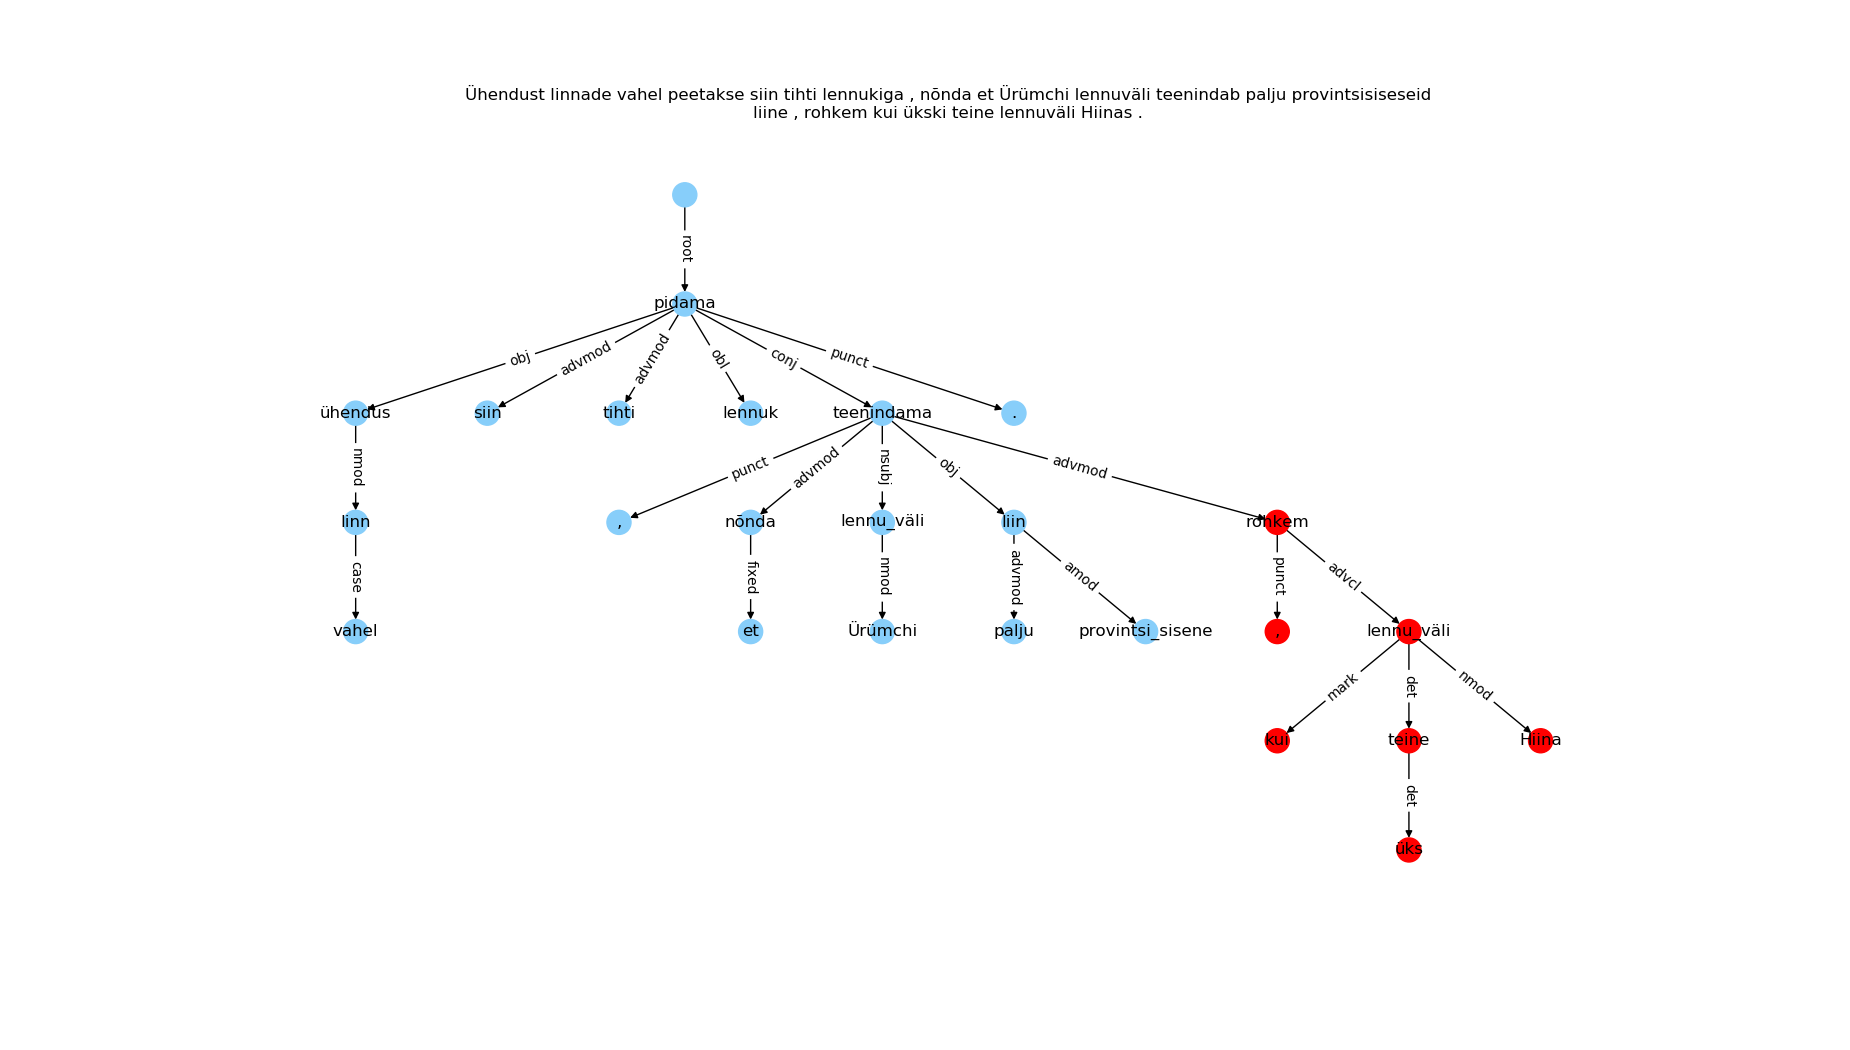 Ühendust linnade vahel peetakse siin tihti lennukiga , nõnda et Ürümchi lennuväli teenindab palju provintsisiseseid
liine , rohkem kui ükski teine lennuväli Hiinas .
root
pidama
obj advmod advmod obl conj punct
ühendus siin tihti lennuk teenindama .
nmod punct advmod nsubj obj advmod
linn , nõnda lennu_väli liin rohkem
case fixed nmod advmod amod punct advcl
vahel et Ürümchi palju provintsi_sisene , lennu_väli
mark det nmod
kui teine Hiina
det
üks